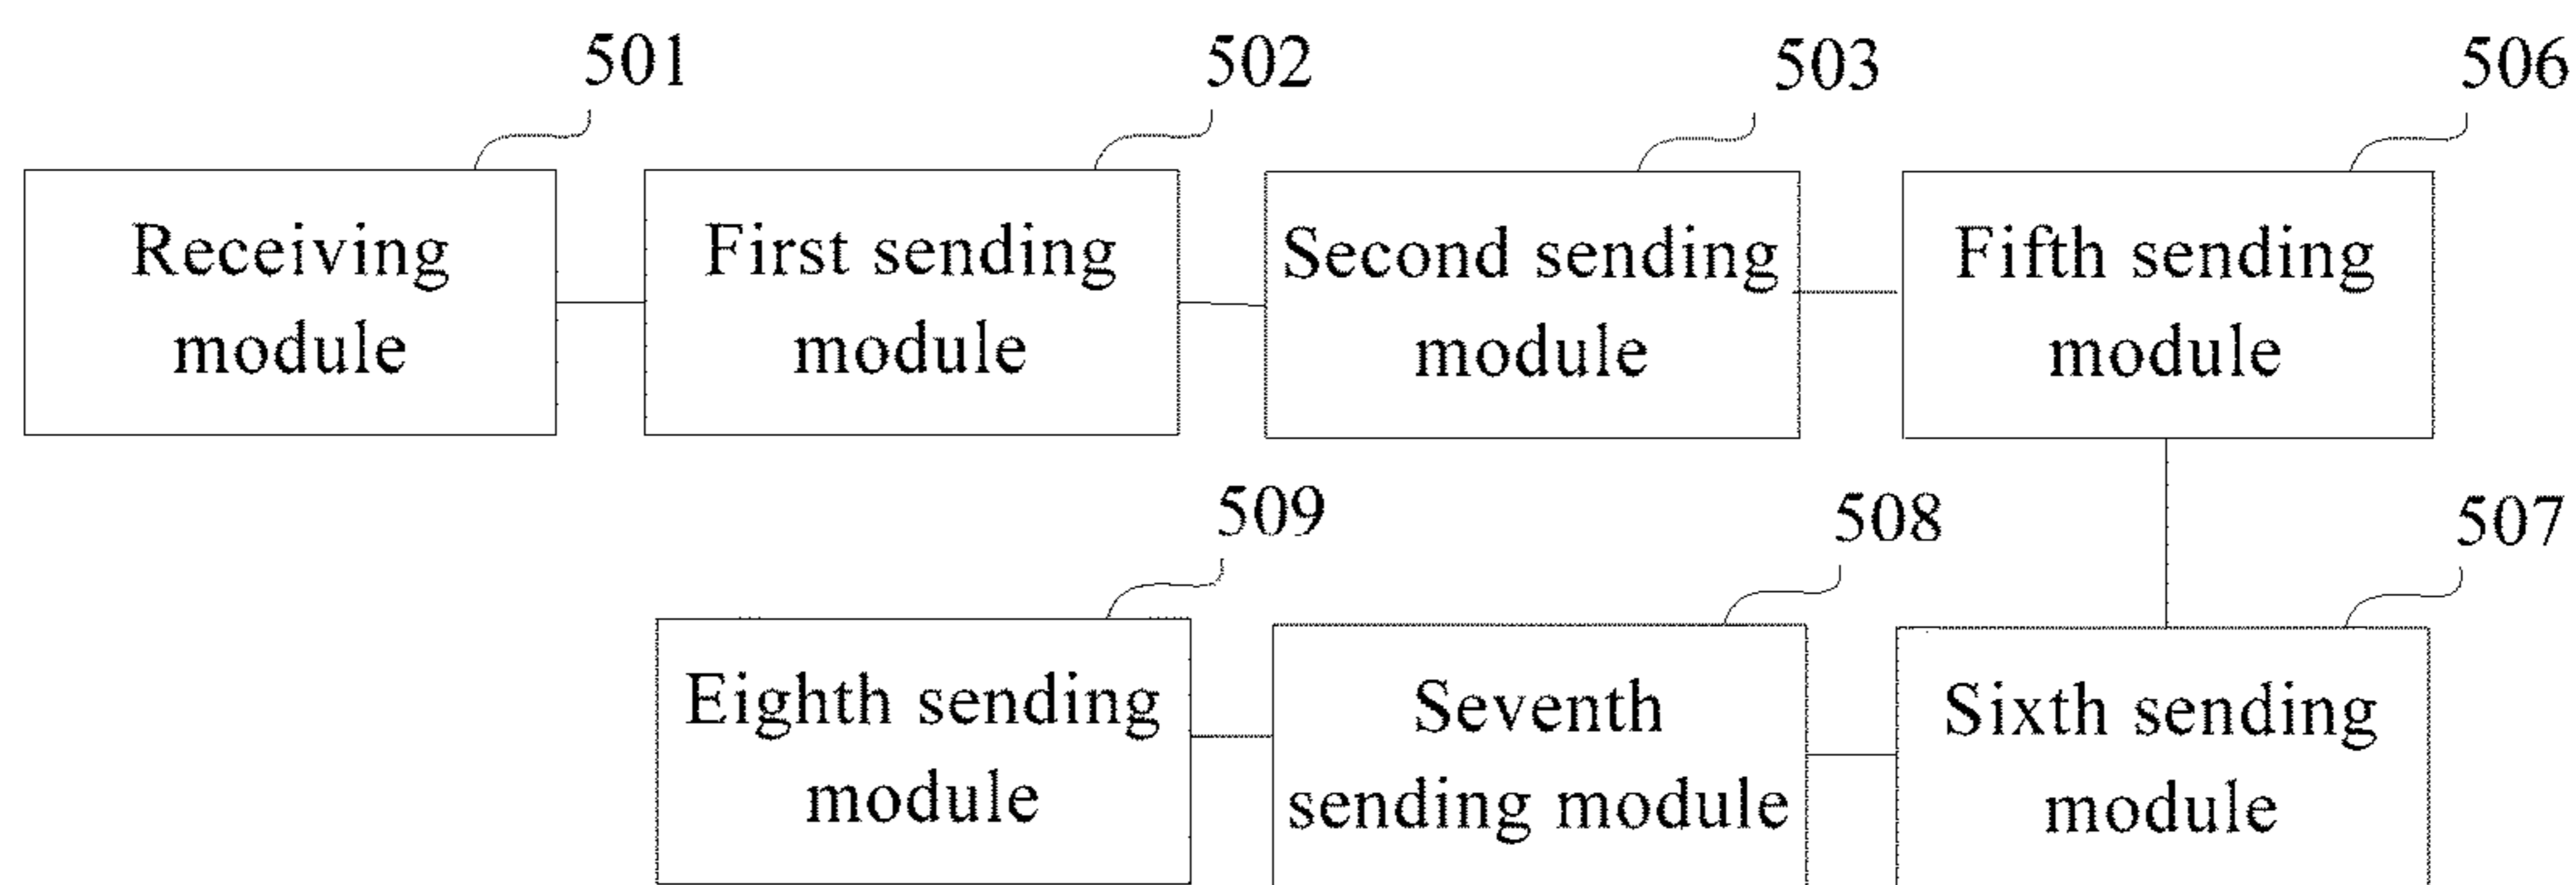 501
502
503
506
Receiving
module
First sending
module
Second sending
module
Fifth sending
module
509
508
507
Eighth sending
module
Seventh
sending module
Sixth sending
module